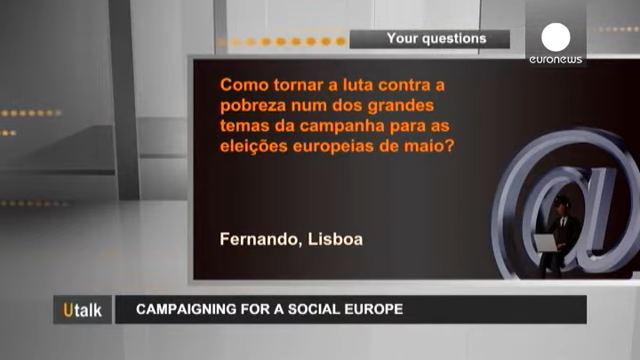 Your questions
euronews
Como tornar a luta contra a
pobreza num dos grandes
temas da campanha para as
eleições europeias de maio?
Fernando, Lisboa
@
Utalk
CAMPAIGNING FOR A SOCIAL EUROPE